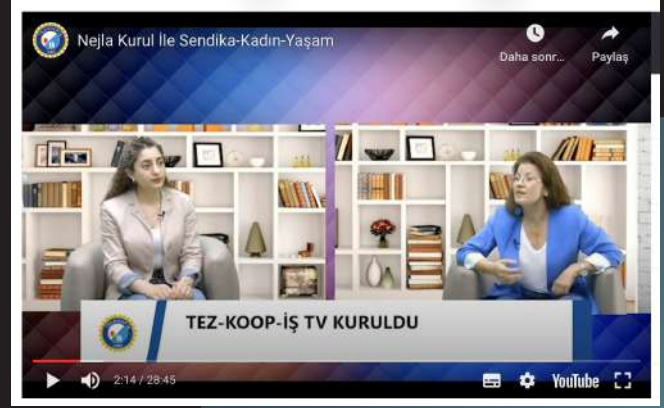 Nejla Kurul İle Sendika-Kadın-Yaşam
Daha sonr...
Paylaş
TEZ-KOOP-İŞ TV KURULDU
2:14 / 28:45
YouTube